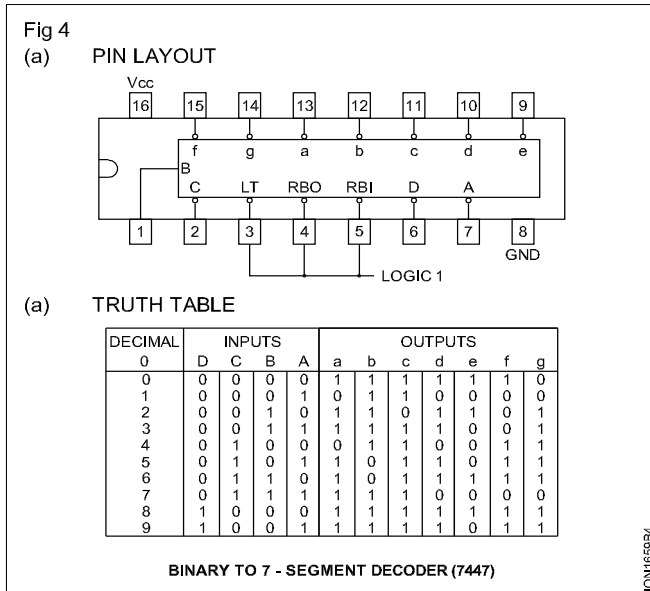 Fig 4
(a) PIN LAYOUT
Vcc
16 15 14 13 12 11 10 9
f g a b c d e
B
C LT RBO RBI D A
1 2 3 4 5 6 7 8
GND
LOGIC 1
(a) TRUTH TABLE
DECIMAL INPUTS OUTPUTS
0 D C B A a b c d e f g
0 0 0 0 0 1 1 1 1 1 1 0
1 0 0 0 1 0 1 1 0 0 0 0
2 0 0 1 0 1 1 0 1 1 0 1
3 0 0 1 1 1 1 1 1 0 0 1
4 0 1 0 0 0 1 1 0 0 1 1
5 0 1 0 1 1 0 1 1 0 1 1
6 0 1 1 0 1 0 1 1 1 1 1
7 0 1 1 1 1 1 1 0 0 0 0
8 1 0 0 0 1 1 1 1 1 1 1
9 1 0 0 1 1 1 1 1 0 1 1
BINARY TO 7 - SEGMENT DECODER (7447)